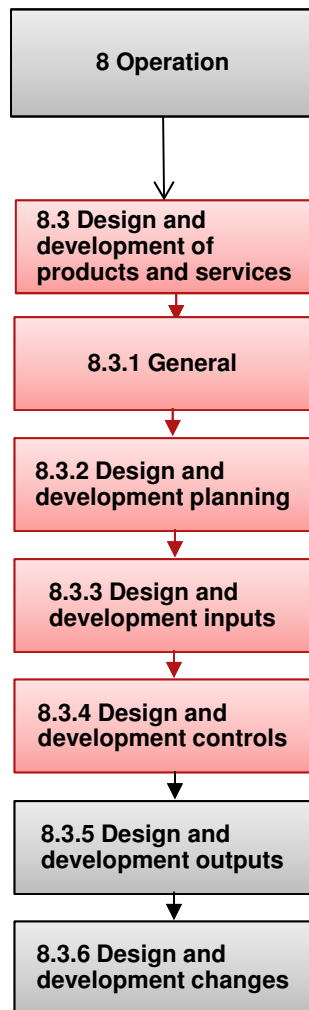 8 Operation
8.3 Design and
development of
products and services
8.3.1 General
8.3.2 Design and
development planning
8.3.3 Design and
development inputs
8.3.4 Design and
development controls
8.3.5 Design and
development outputs
8.3.6 Design and
development changes